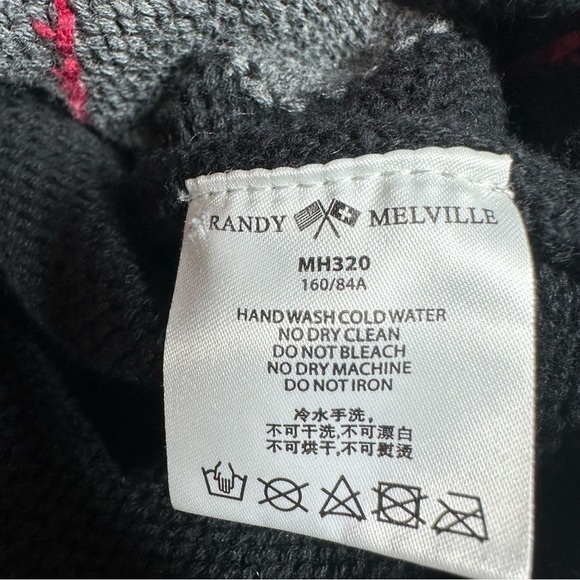 RANDY MELVILLE
MH320
160/84A
HAND WASH COLD WATER
NO DRY CLEAN
DO NOT BLEACH
NO DRY MACHINE
DO NOT IRON
冷水手洗,
不可干洗,不可漂白
不可烘干,不可熨烫